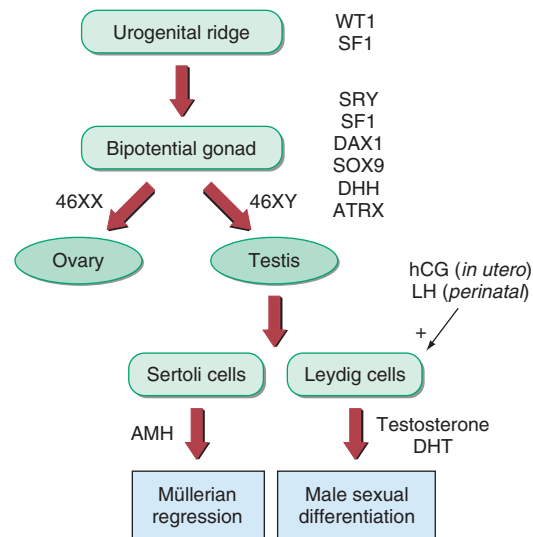 Urogenital ridge
WT1
SF1
Bipotential gonad
SRY
SF1
DAX1
SOX9
DHH
ATRX
46XX
46XY
Ovary
Testis
hCG (in utero)
LH (perinatal)
+
Sertoli cells
Leydig cells
AMH
Testosterone
DHT
Müllerian
regression
Male sexual
differentiation